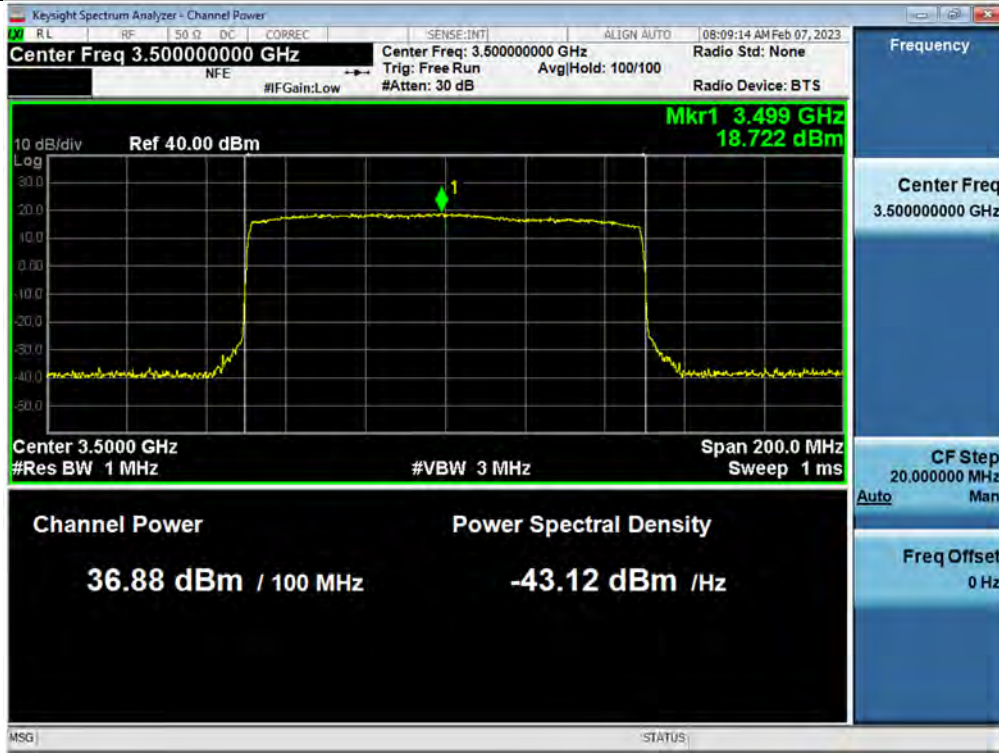 Keysight Spectrum Analyzer - Channel Power
LXI RL RF 50 Ω DC CORREC SENSE:INT ALIGN AUTO 08:09:14 AM Feb 07, 2023
Center Freq 3.500000000 GHz
NFE
#IFGain:Low
Center Freq: 3.500000000 GHz
Trig: Free Run Avg|Hold: 100/100
#Atten: 30 dB
Radio Std: None
Radio Device: BTS
Mkr1 3.499 GHz
18.722 dBm
10 dB/div Ref 40.00 dBm
Log
30.0
20.0
10.0
0.00
-10.0
-20.0
-30.0
-40.0
-50.0
1
Center 3.5000 GHz Span 200.0 MHz
#Res BW 1 MHz #VBW 3 MHz Sweep 1 ms
Channel Power Power Spectral Density
36.88 dBm / 100 MHz -43.12 dBm /Hz
Frequency
Center Freq
3.500000000 GHz
CF Step
20.000000 MHz
Auto Man
Freq Offset
0 Hz
MSG STATUS